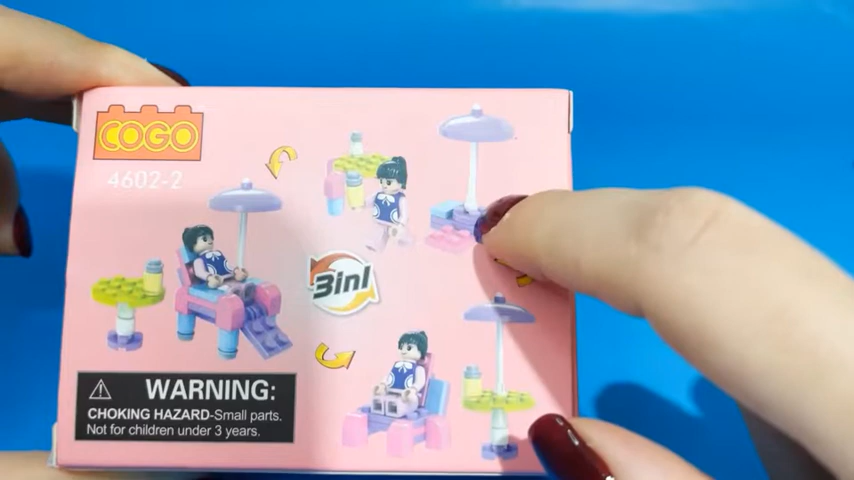 COGO
4602-2
3in1
WARNING:
CHOKING HAZARD-Small parts.
Not for children under 3 years.